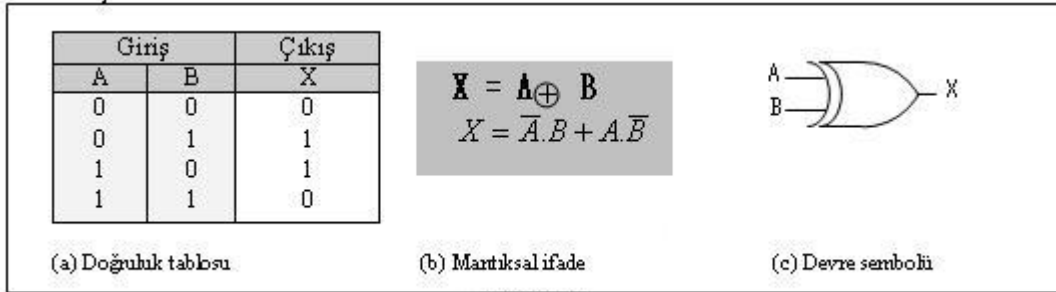 Giriş Çıkış
A B X
0 0 0
0 1 1
1 0 1
1 1 0
X = A⊕ B
X = A̅.B + A.B̅
A
B
X
(a) Doğruluk tablosu
(b) Mantıksal ifade
(c) Devre sembolü